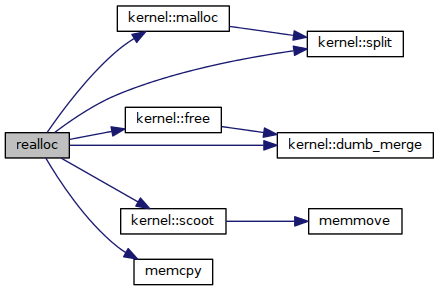 kernel::malloc
kernel::split
kernel::free
realloc
kernel::dumb_merge
kernel::scoot
memmove
memcpy